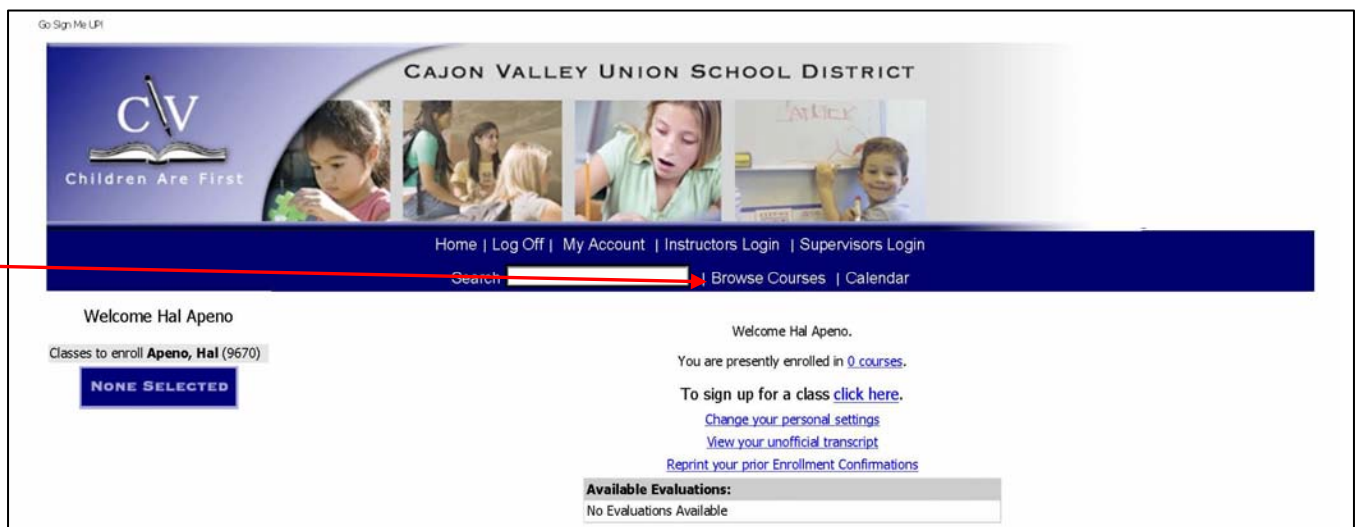 Go Sign Me UP!
CAJON VALLEY UNION SCHOOL DISTRICT
CV
Children Are First
Home | Log Off | My Account | Instructors Login | Supervisors Login
Search | Browse Courses | Calendar
Welcome Hal Apeno
Classes to enroll Apeno, Hal (9670)
NONE SELECTED
Welcome Hal Apeno.
You are presently enrolled in 0 courses.
To sign up for a class click here.
Change your personal settings
View your unofficial transcript
Reprint your prior Enrollment Confirmations
Available Evaluations:
No Evaluations Available